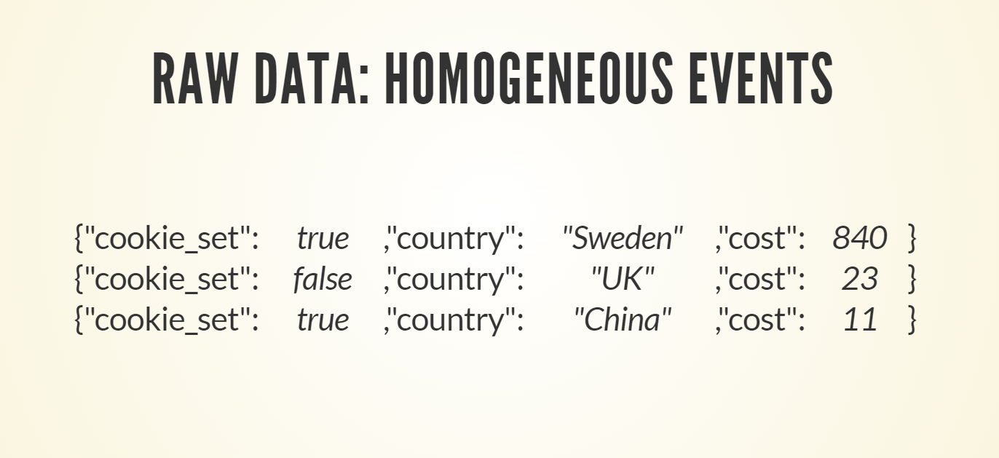 RAW DATA: HOMOGENEOUS EVENTS
{"cookie_set": true ,"country": "Sweden" ,"cost": 840 }
{"cookie_set": false ,"country": "UK" ,"cost": 23 }
{"cookie_set": true ,"country": "China" ,"cost": 11 }